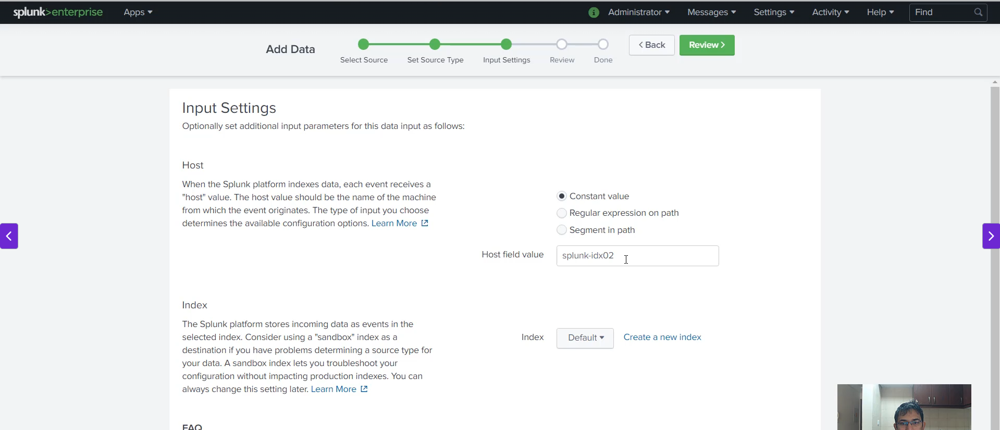 splunk>enterprise Apps Administrator Messages Settings Activity Help Find
Add Data
Select Source Set Source Type Input Settings Review Done
< Back Review >
Input Settings
Optionally set additional input parameters for this data input as follows:
Host
When the Splunk platform indexes data, each event receives a
"host" value. The host value should be the name of the machine
from which the event originates. The type of input you choose
determines the available configuration options. Learn More
Constant value
Regular expression on path
Segment in path
Host field value splunk-idx02
Index
The Splunk platform stores incoming data as events in the
selected index. Consider using a "sandbox" index as a
destination if you have problems determining a source type for
your data. A sandbox index lets you troubleshoot your
configuration without impacting production indexes. You can
always change this setting later. Learn More
Index Default Create a new index
FAQ